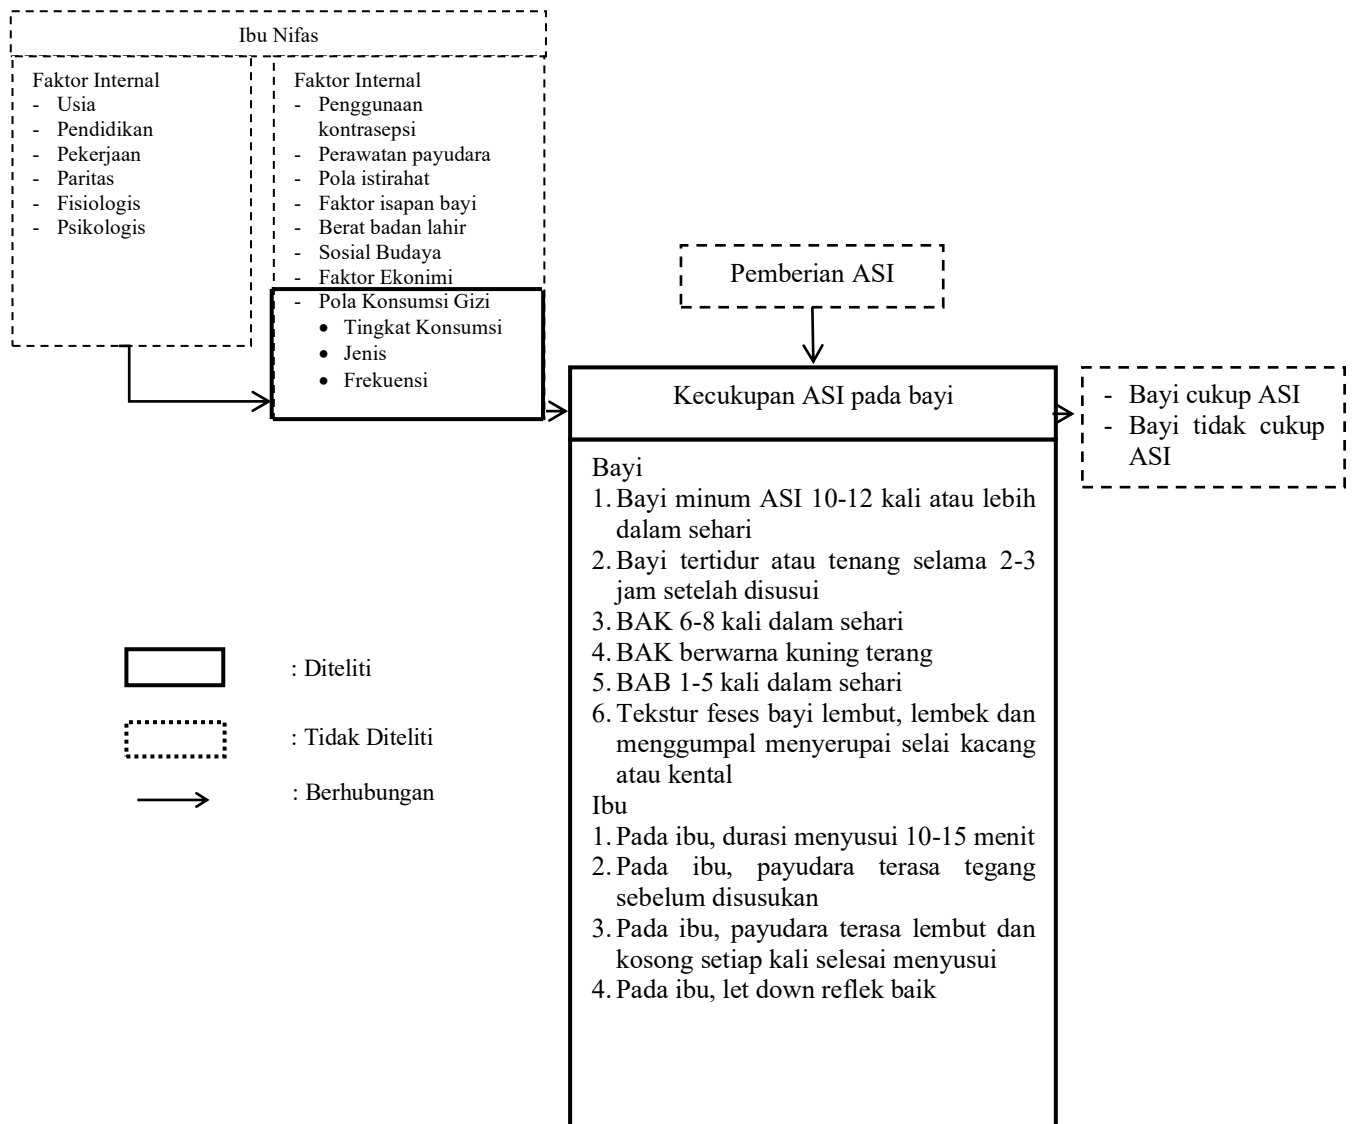 Ibu Nifas
Faktor Internal
- Usia
- Pendidikan
- Pekerjaan
- Paritas
- Fisiologis
- Psikologis
Faktor Internal
- Penggunaan
kontrasepsi
- Perawatan payudara
- Pola istirahat
- Faktor isapan bayi
- Berat badan lahir
- Sosial Budaya
- Faktor Ekonimi
- Pola Konsumsi Gizi
• Tingkat Konsumsi
• Jenis
• Frekuensi
Pemberian ASI
Kecukupan ASI pada bayi
- Bayi cukup ASI
- Bayi tidak cukup
ASI
Bayi
1. Bayi minum ASI 10-12 kali atau lebih
dalam sehari
2. Bayi tertidur atau tenang selama 2-3
jam setelah disusui
3. BAK 6-8 kali dalam sehari
4. BAK berwarna kuning terang
5. BAB 1-5 kali dalam sehari
6. Tekstur feses bayi lembut, lembek dan
menggumpal menyerupai selai kacang
atau kental
Ibu
1. Pada ibu, durasi menyusui 10-15 menit
2. Pada ibu, payudara terasa tegang
sebelum disusukan
3. Pada ibu, payudara terasa lembut dan
kosong setiap kali selesai menyusui
4. Pada ibu, let down reflek baik
: Diteliti
: Tidak Diteliti
: Berhubungan